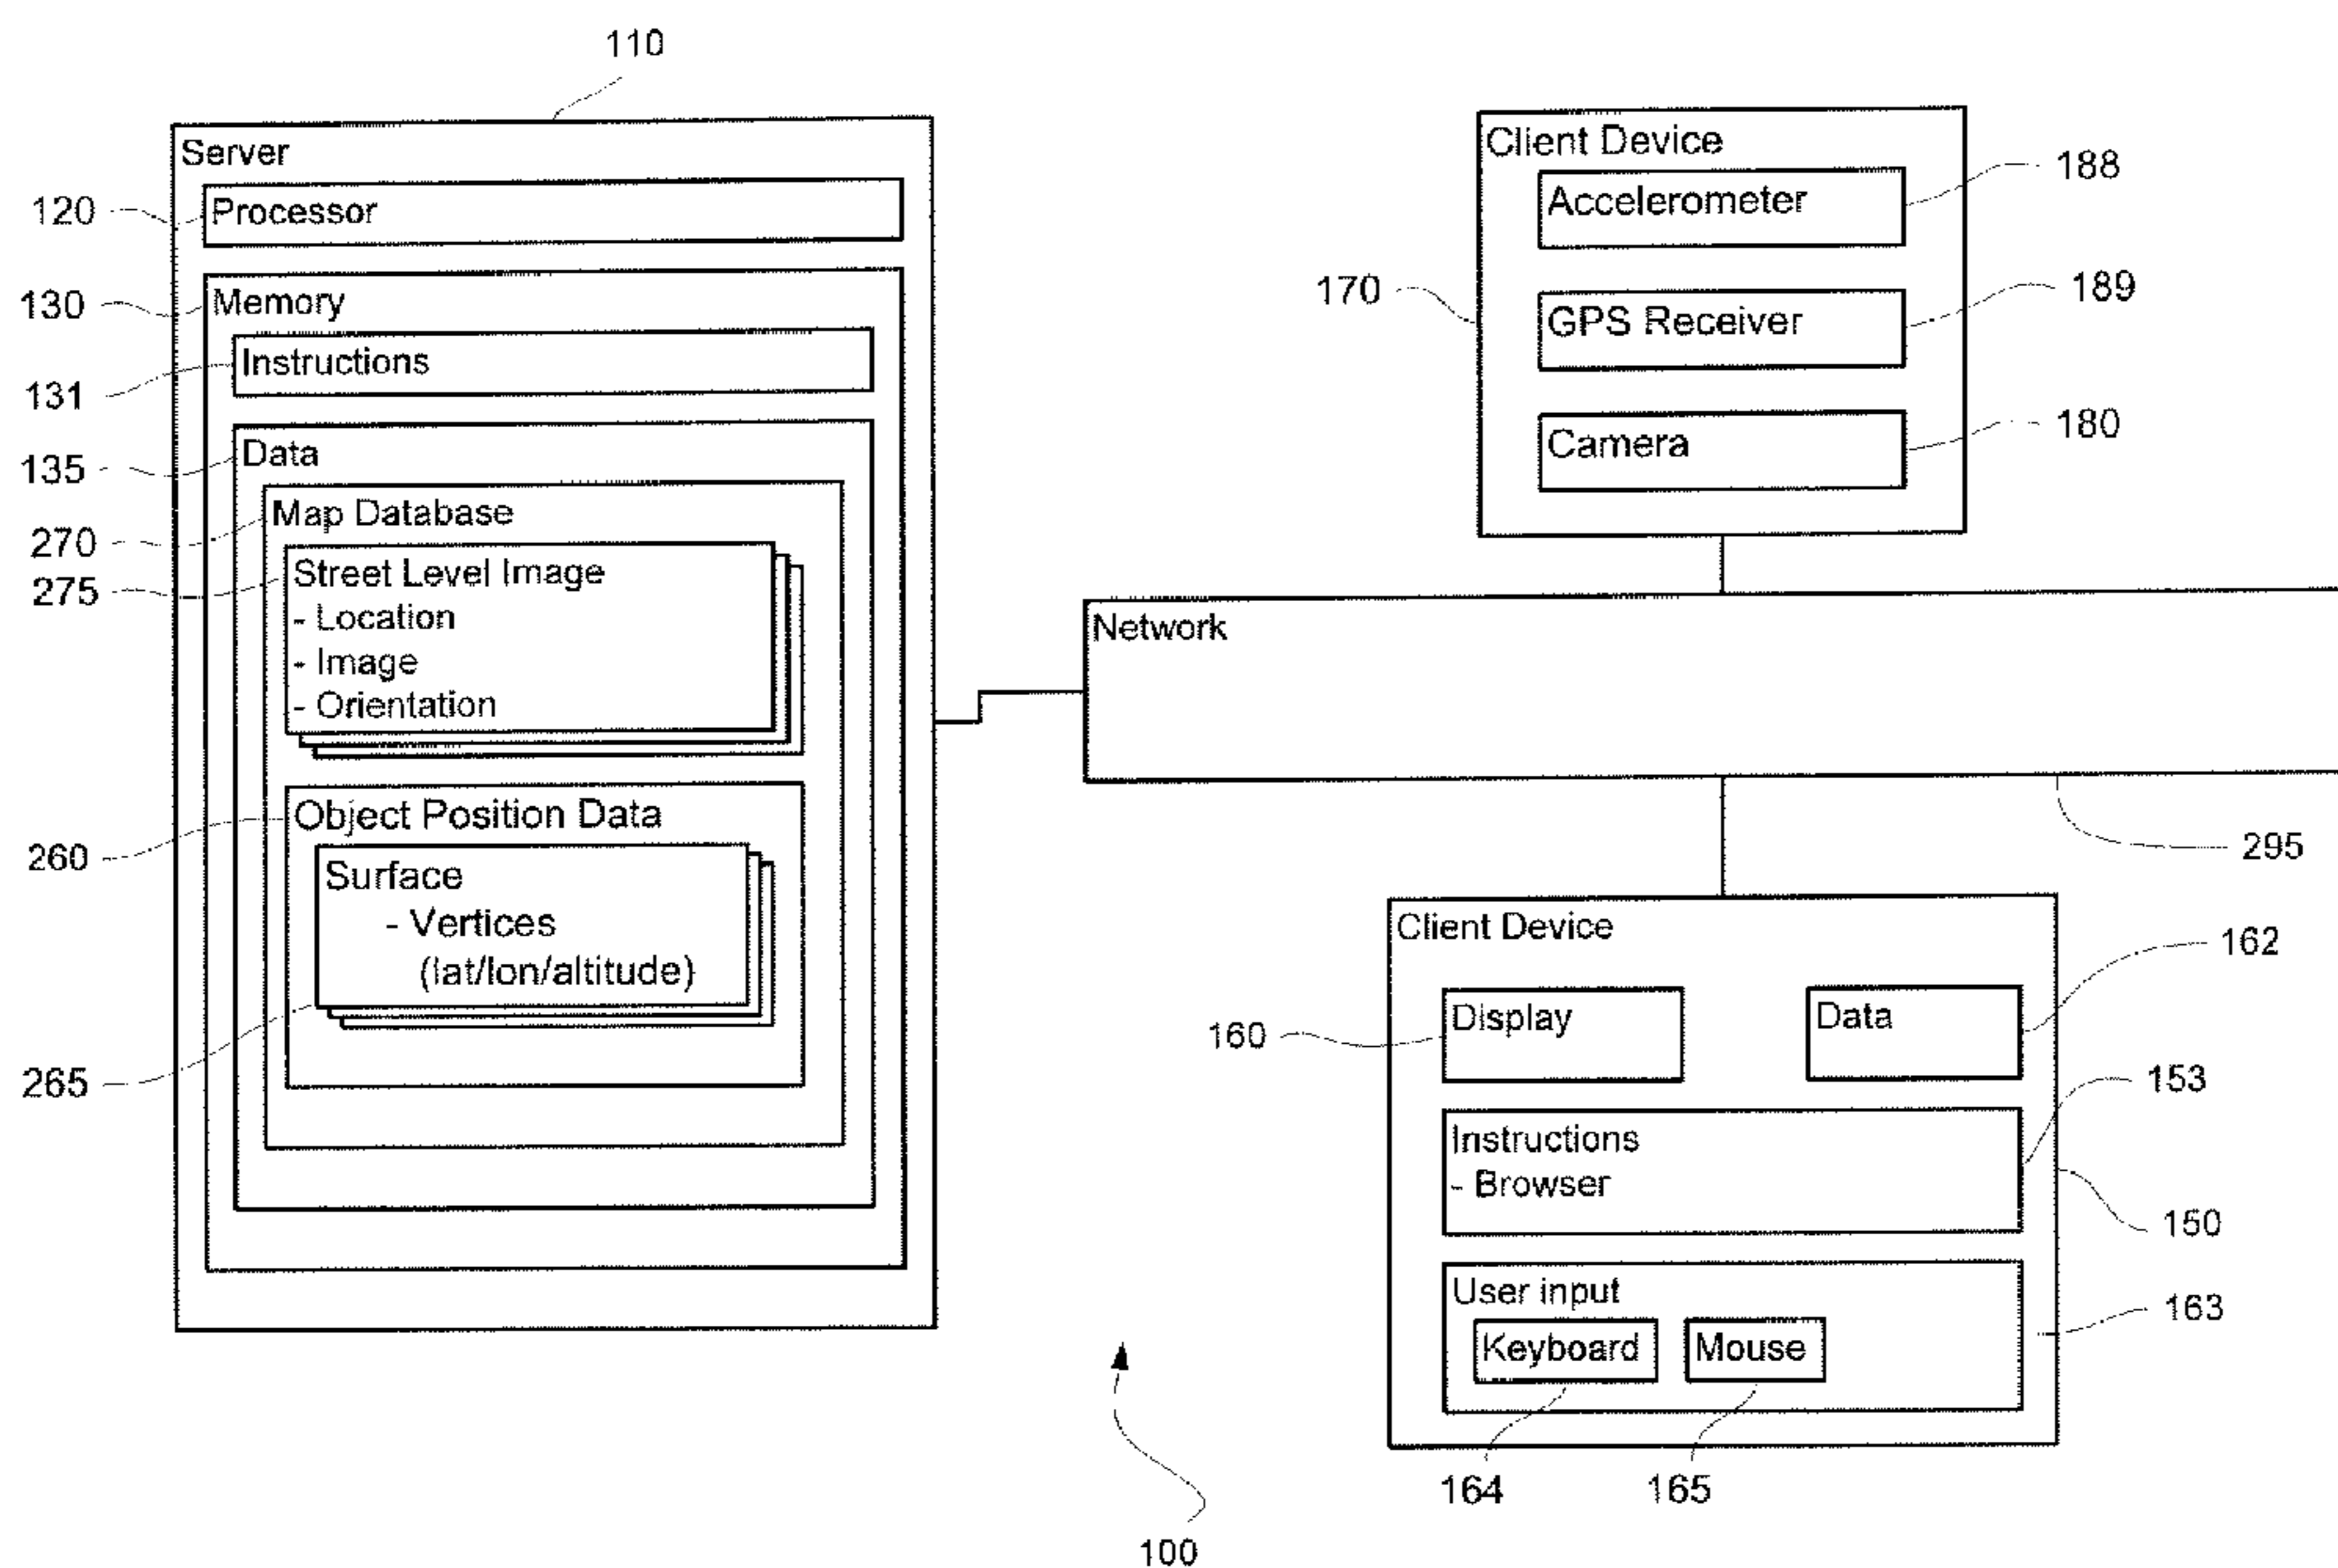 110
Server
120
Processor
130
Memory
131
Instructions
135
Data
270
Map Database
275
Street Level Image
- Location
- Image
- Orientation
260
Object Position Data
Surface
- Vertices
(lat/lon/altitude)
265
Client Device
170
Accelerometer
188
GPS Receiver
189
Camera
180
Network
295
Client Device
150
Display
160
Data
162
Instructions
- Browser
153
User input
163
Keyboard
Mouse
164
165
100